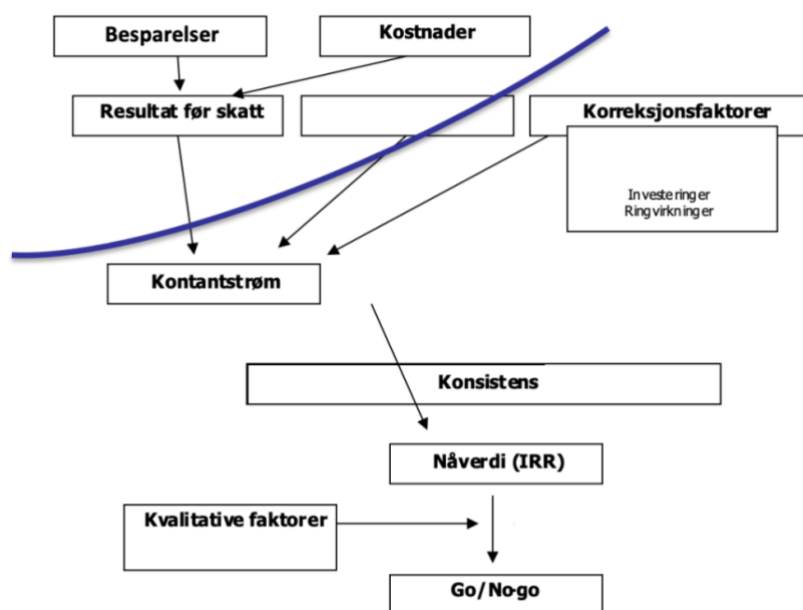 Besparelser
Kostnader
Resultat før skatt
Korreksjonsfaktorer
Investeringer
Ringvirkninger
Kontantstrøm
Konsistens
Nåverdi (IRR)
Kvalitative faktorer
Go/No-go